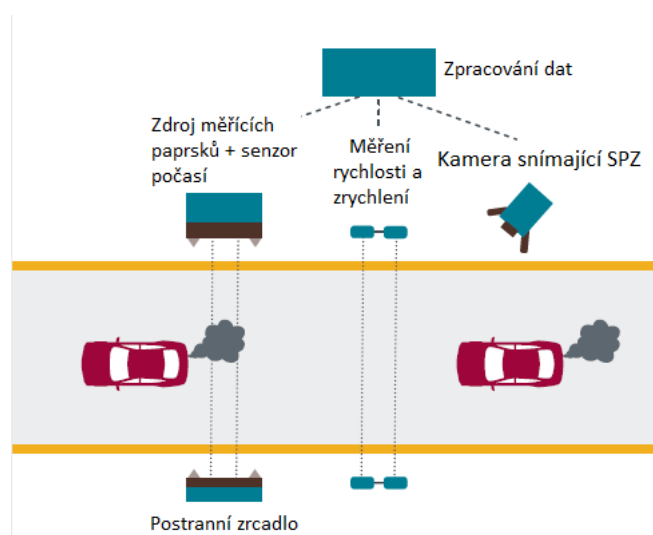 Zpracování dat
Zdroj měřících
paprsků + senzor
počasí
Měření
rychlosti a
zrychlení
Kamera snímající SPZ
Postranní zrcadlo